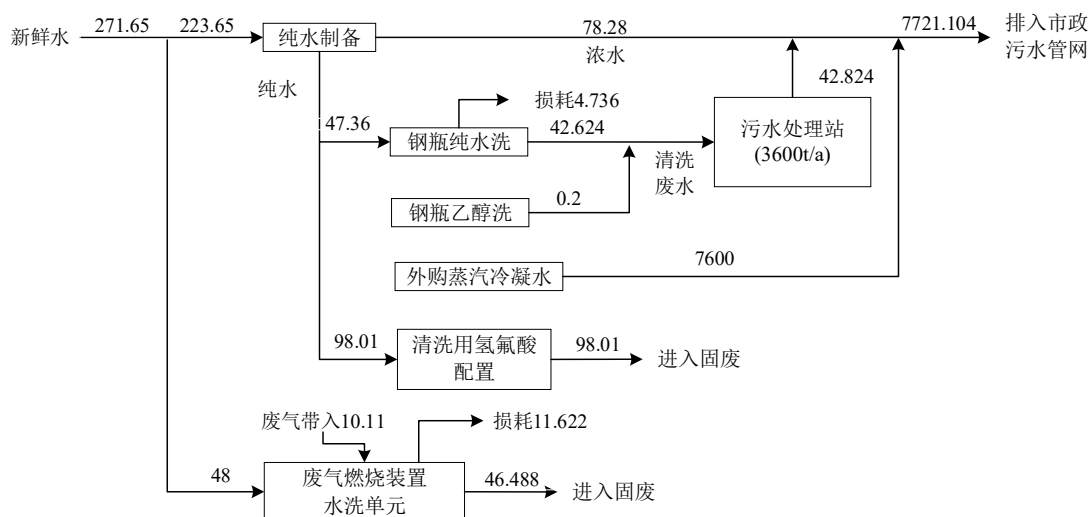 新鲜水
271.65
223.65
纯水制备
78.28
浓水
7721.104
排入市政
污水管网
纯水
42.824
损耗4.736
47.36
钢瓶纯水洗
42.624
清洗
废水
污水处理站
(3600t/a)
钢瓶乙醇洗
0.2
外购蒸汽冷凝水
7600
98.01
清洗用氢氟酸
配置
98.01
进入固废
废气带入10.11
损耗11.622
48
废气燃烧装置
水洗单元
46.488
进入固废